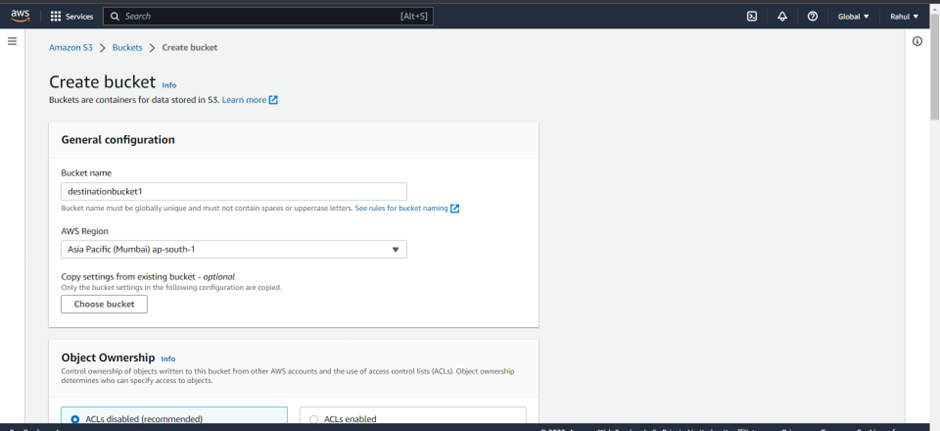 aws Services Search [Alt+S] Global Rahul
Amazon S3 > Buckets > Create bucket
Create bucket Info
Buckets are containers for data stored in S3. Learn more
General configuration
Bucket name
destinationbucket1
Bucket name must be globally unique and must not contain spaces or uppercase letters. See rules for bucket naming
AWS Region
Asia Pacific (Mumbai) ap-south-1
Copy settings from existing bucket - optional
Only the bucket settings in the following configuration are copied.
Choose bucket
Object Ownership Info
Control ownership of objects written to this bucket from other AWS accounts and the use of access control lists (ACLs). Object ownership
determines who can specify access to objects.
ACLs disabled (recommended) ACLs enabled